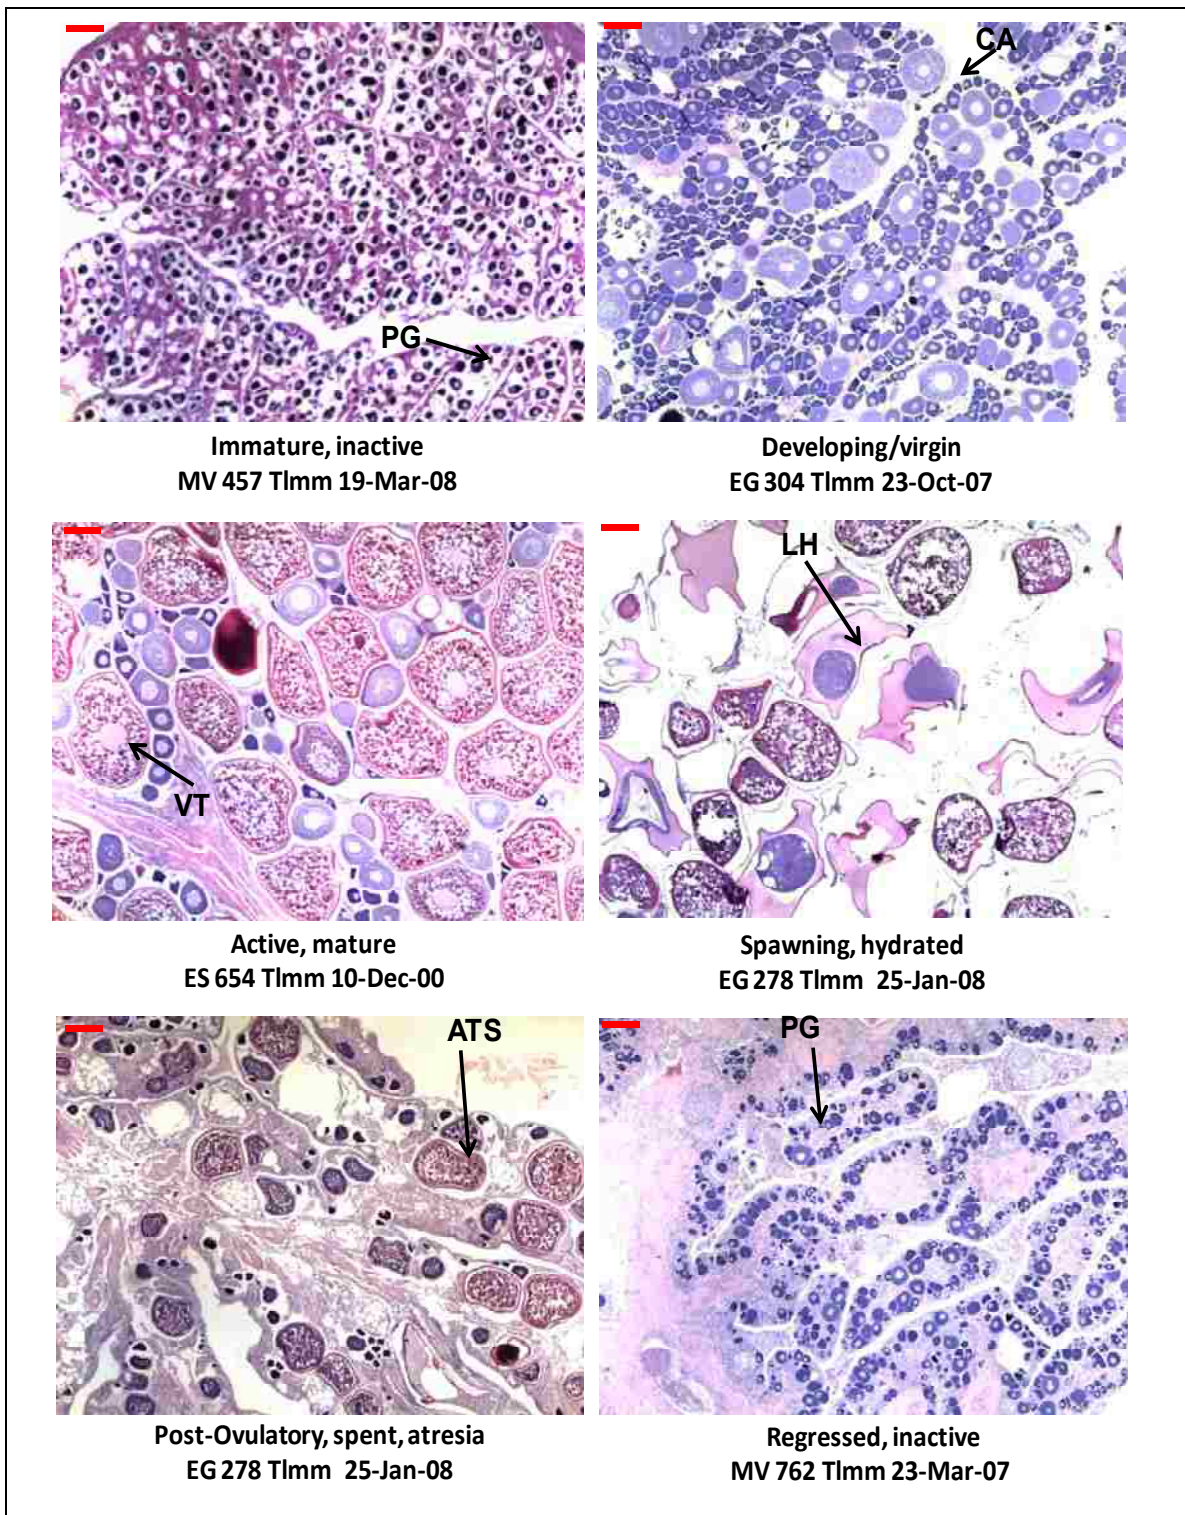 PG
CA
Immature, inactive
MV 457 Tlmm 19-Mar-08
Developing/virgin
EG 304 Tlmm 23-Oct-07
VT
LH
Active, mature
ES 654 Tlmm 10-Dec-00
Spawning, hydrated
EG 278 Tlmm 25-Jan-08
ATS
PG
Post-Ovulatory, spent, atresia
EG 278 Tlmm 25-Jan-08
Regressed, inactive
MV 762 Tlmm 23-Mar-07